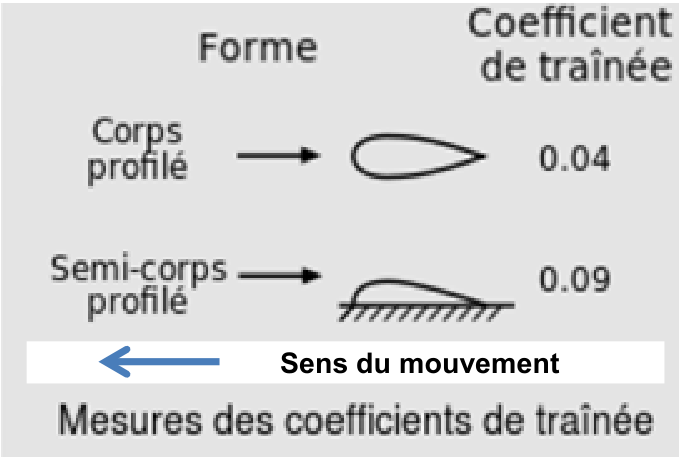 Forme
Coefficient
de traînée
Corps
profilé
0.04
Semi-corps
profilé
0.09
Sens du mouvement
Mesures des coefficients de traînée